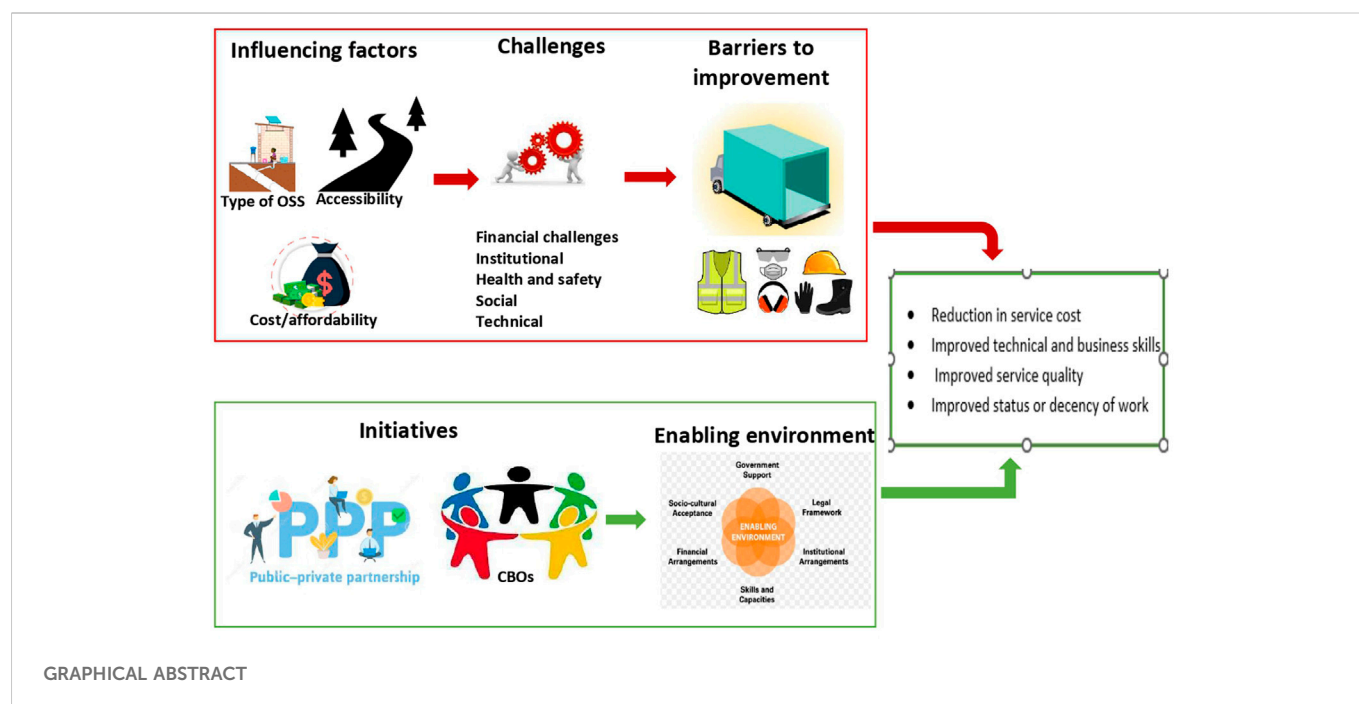 Influencing factors
Challenges
Barriers to
improvement
Type of OSS
Accessibility
$
Cost/affordability
Financial challenges
Institutional
Health and safety
Social
Technical
• Reduction in service cost
• Improved technical and business skills
• Improved service quality
• Improved status or decency of work
Initiatives
Enabling environment
PPP
Public–private partnership
CBOs
Government
Support
Socio-cultural
Acceptance
Legal
Framework
ENABLING
ENVIRONMENT
Financial
Arrangements
Institutional
Arrangements
Skills and
Capacities
GRAPHICAL ABSTRACT